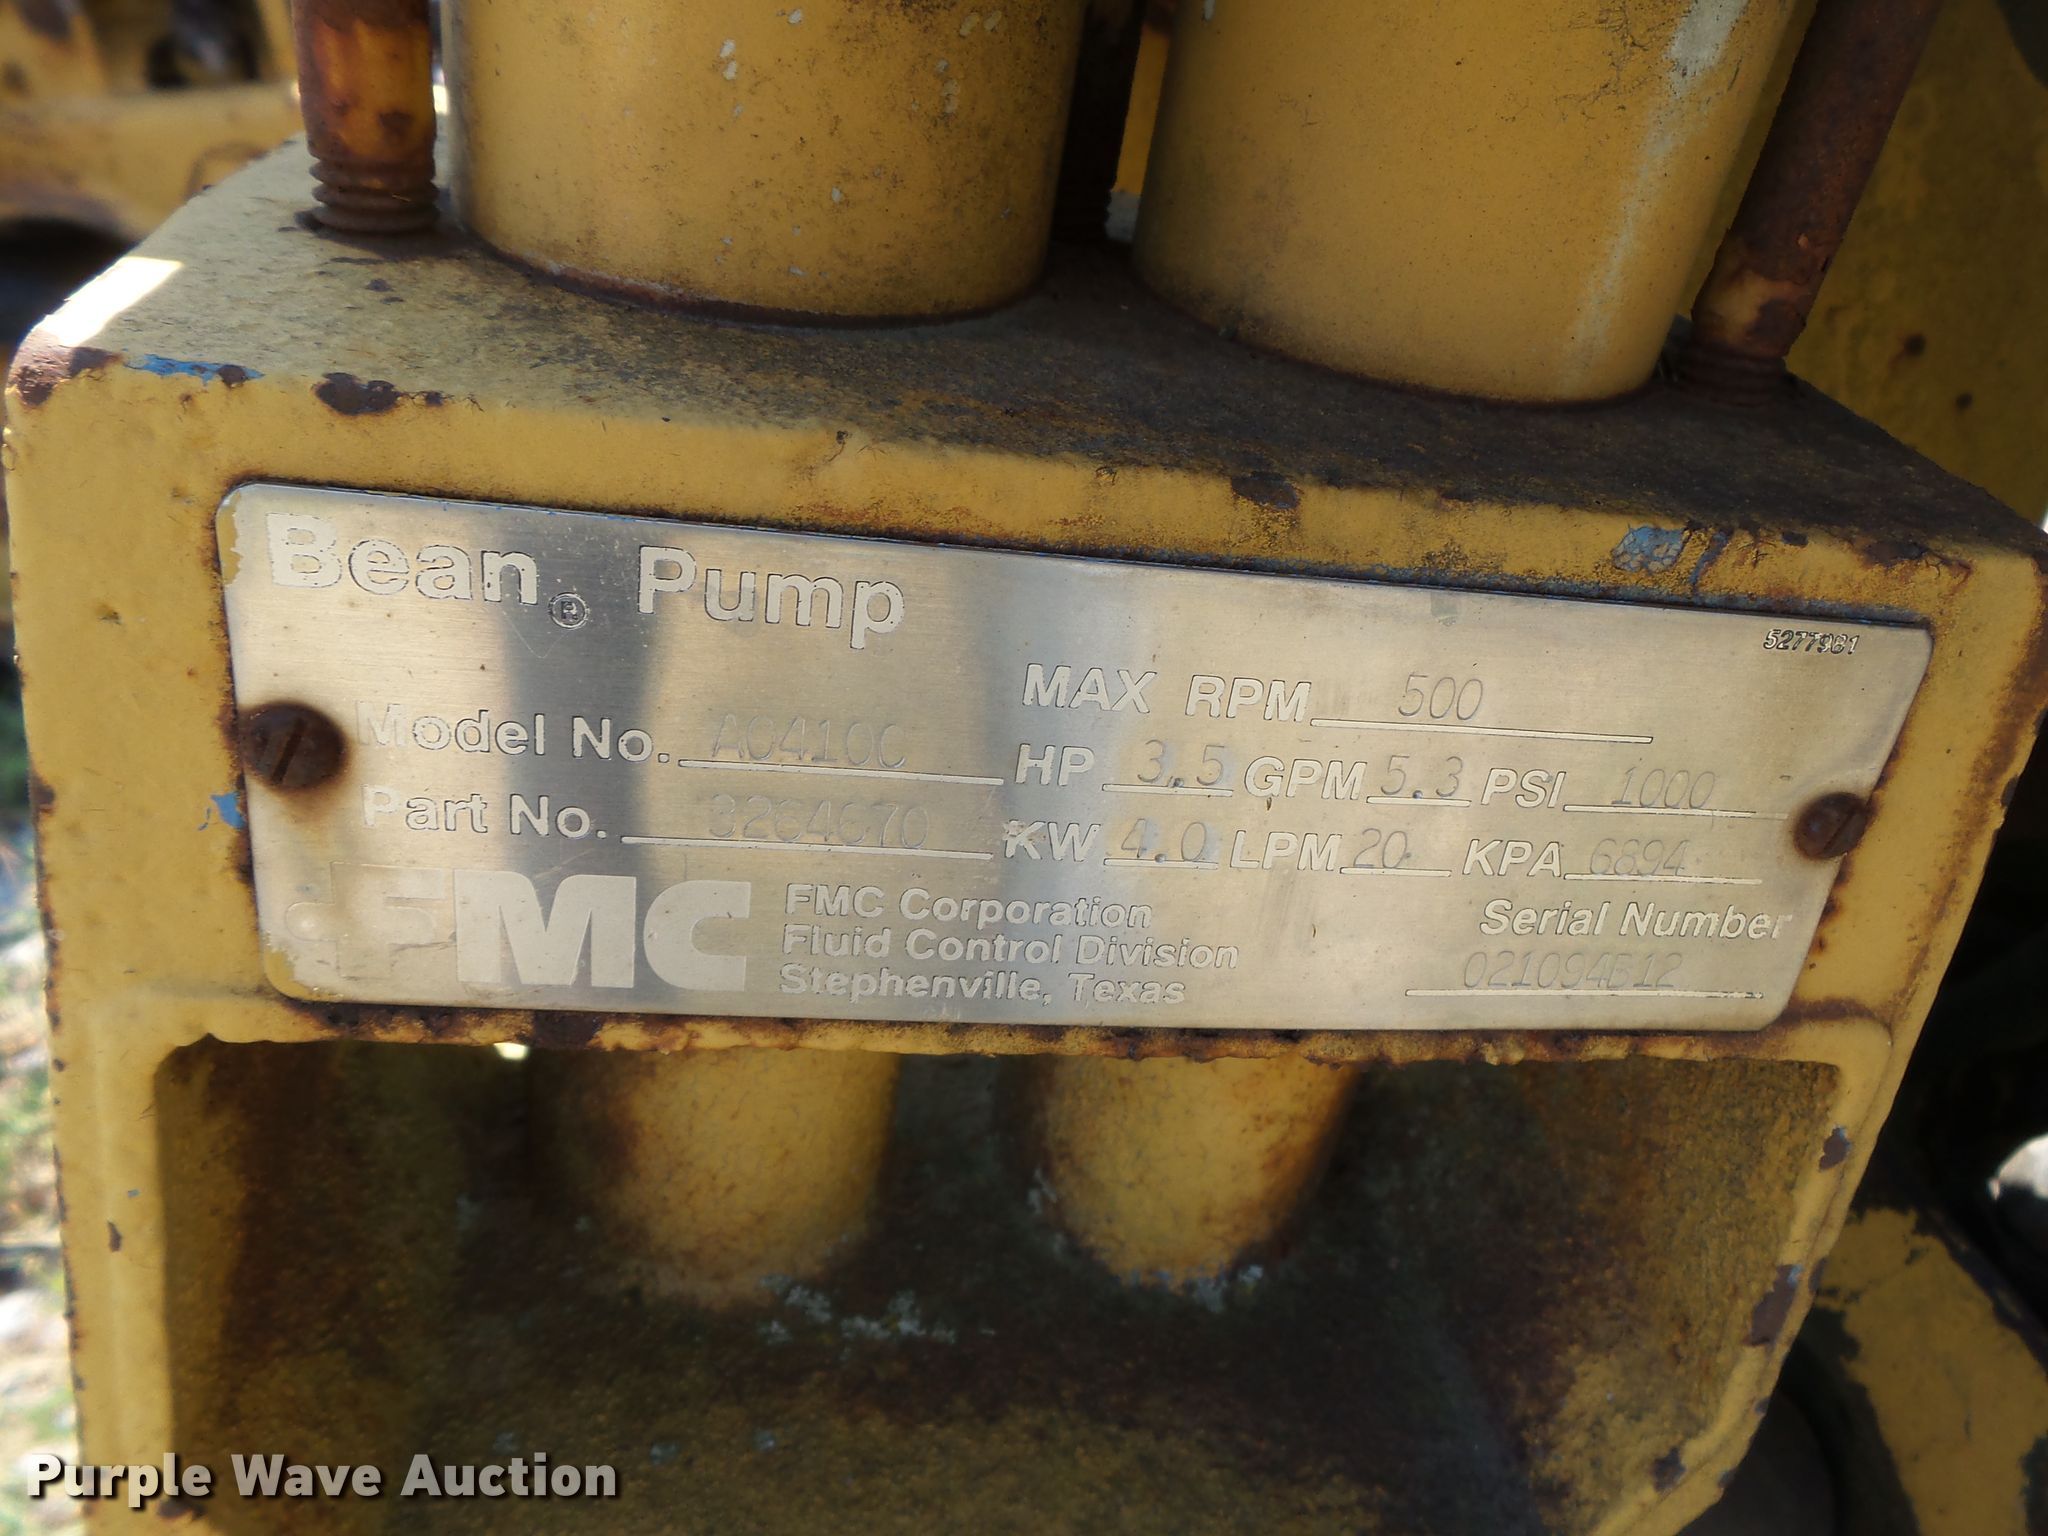 Bean® Pump
5277981
MAX RPM 500
Model No. A0410C HP 3.5 GPM 5.3 PSI 1000
Part No. 3264670 KW 4.0 LPM 20 KPA 6894
FMC
FMC Corporation
Fluid Control Division
Stephenville, Texas
Serial Number
021094B12
Purple Wave Auction